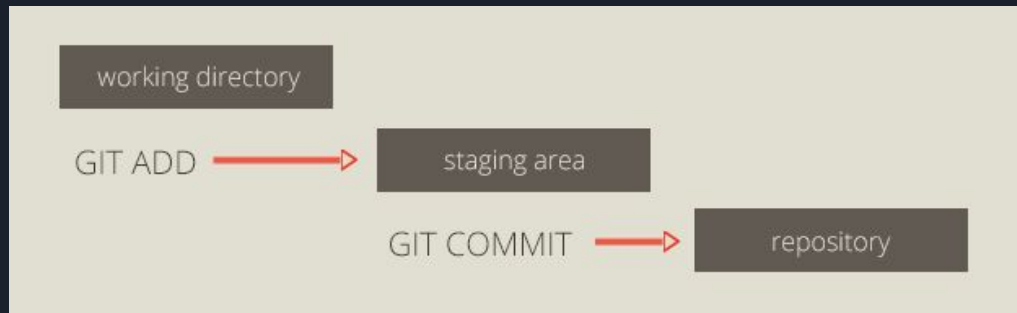 working directory
GIT ADD
staging area
GIT COMMIT
repository